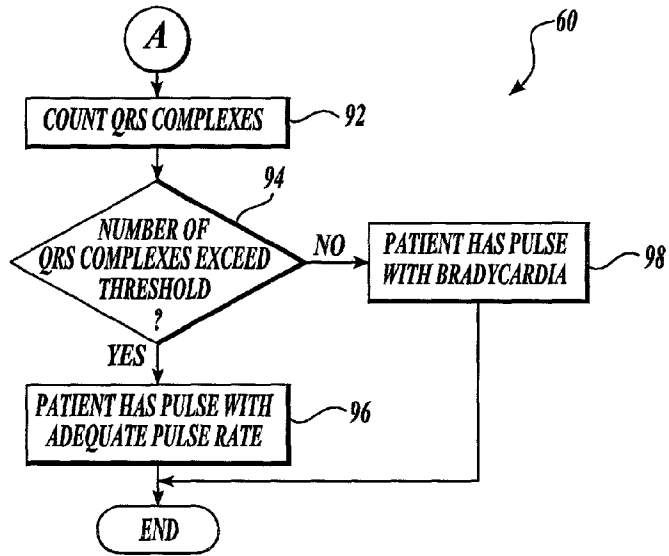 A
60
COUNT QRS COMPLEXES
92
94
NUMBER OF
QRS COMPLEXES EXCEED
THRESHOLD
?
NO
PATIENT HAS PULSE
WITH BRADYCARDIA
98
YES
PATIENT HAS PULSE WITH
ADEQUATE PULSE RATE
96
END